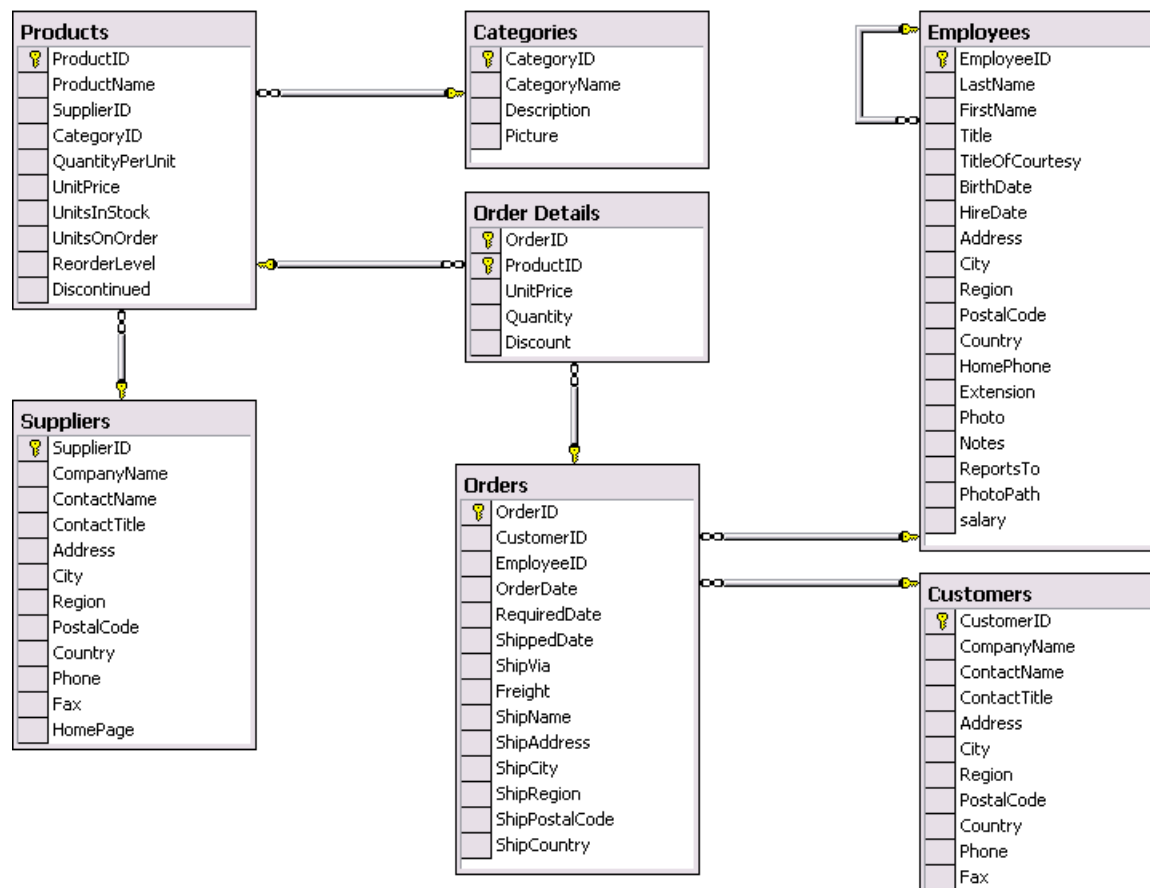 Products
ProductID
ProductName
SupplierID
CategoryID
QuantityPerUnit
UnitPrice
UnitsInStock
UnitsOnOrder
ReorderLevel
Discontinued
Categories
CategoryID
CategoryName
Description
Picture
Employees
EmployeeID
LastName
FirstName
Title
TitleOfCourtesy
BirthDate
HireDate
Address
City
Region
PostalCode
Country
HomePhone
Extension
Photo
Notes
ReportsTo
PhotoPath
salary
Order Details
OrderID
ProductID
UnitPrice
Quantity
Discount
Suppliers
SupplierID
CompanyName
ContactName
ContactTitle
Address
City
Region
PostalCode
Country
Phone
Fax
HomePage
Orders
OrderID
CustomerID
EmployeeID
OrderDate
RequiredDate
ShippedDate
ShipVia
Freight
ShipName
ShipAddress
ShipCity
ShipRegion
ShipPostalCode
ShipCountry
Customers
CustomerID
CompanyName
ContactName
ContactTitle
Address
City
Region
PostalCode
Country
Phone
Fax